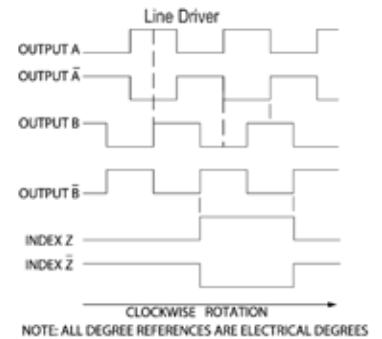 Line Driver
OUTPUT A
OUTPUT A̅
OUTPUT B
OUTPUT B̅
INDEX Z
INDEX Z̅
CLOCKWISE ROTATION
NOTE: ALL DEGREE REFERENCES ARE ELECTRICAL DEGREES